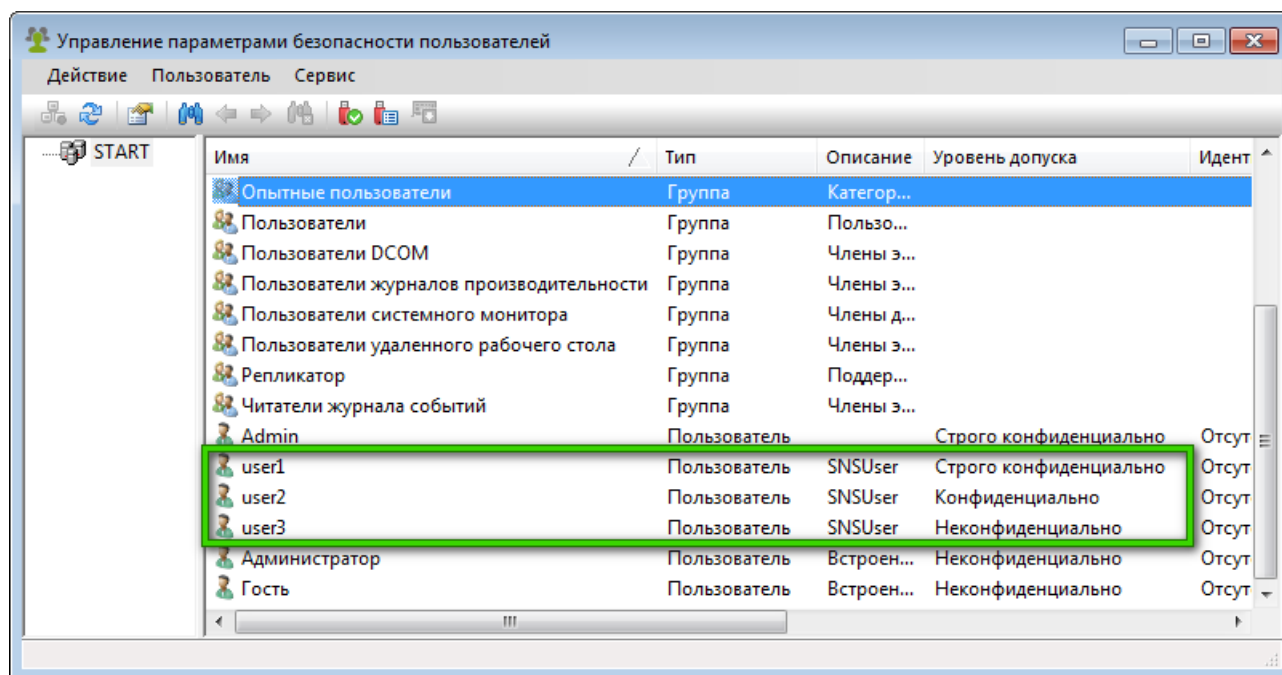 Управление параметрами безопасности пользователей
Действие Пользователь Сервис
START
Имя Тип Описание Уровень допуска Идент
Опытные пользователи Группа Категор...
Пользователи Группа Пользо...
Пользователи DCOM Группа Члены э...
Пользователи журналов производительности Группа Члены э...
Пользователи системного монитора Группа Члены д...
Пользователи удаленного рабочего стола Группа Члены э...
Репликатор Группа Поддер...
Читатели журнала событий Группа Члены э...
Admin Пользователь Строго конфиденциально Отсут
user1 Пользователь SNSUser Строго конфиденциально Отсут
user2 Пользователь SNSUser Конфиденциально Отсут
user3 Пользователь SNSUser Неконфиденциально Отсут
Администратор Пользователь Встроен... Неконфиденциально Отсут
Гость Пользователь Встроен... Неконфиденциально Отсут